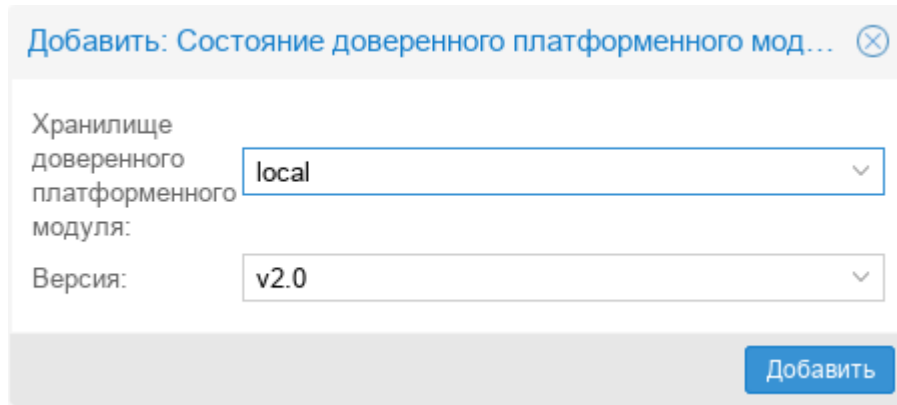 Добавить: Состояние доверенного платформенного мод...
Хранилище
доверенного
платформенного
модуля:
local
Версия:
v2.0
Добавить